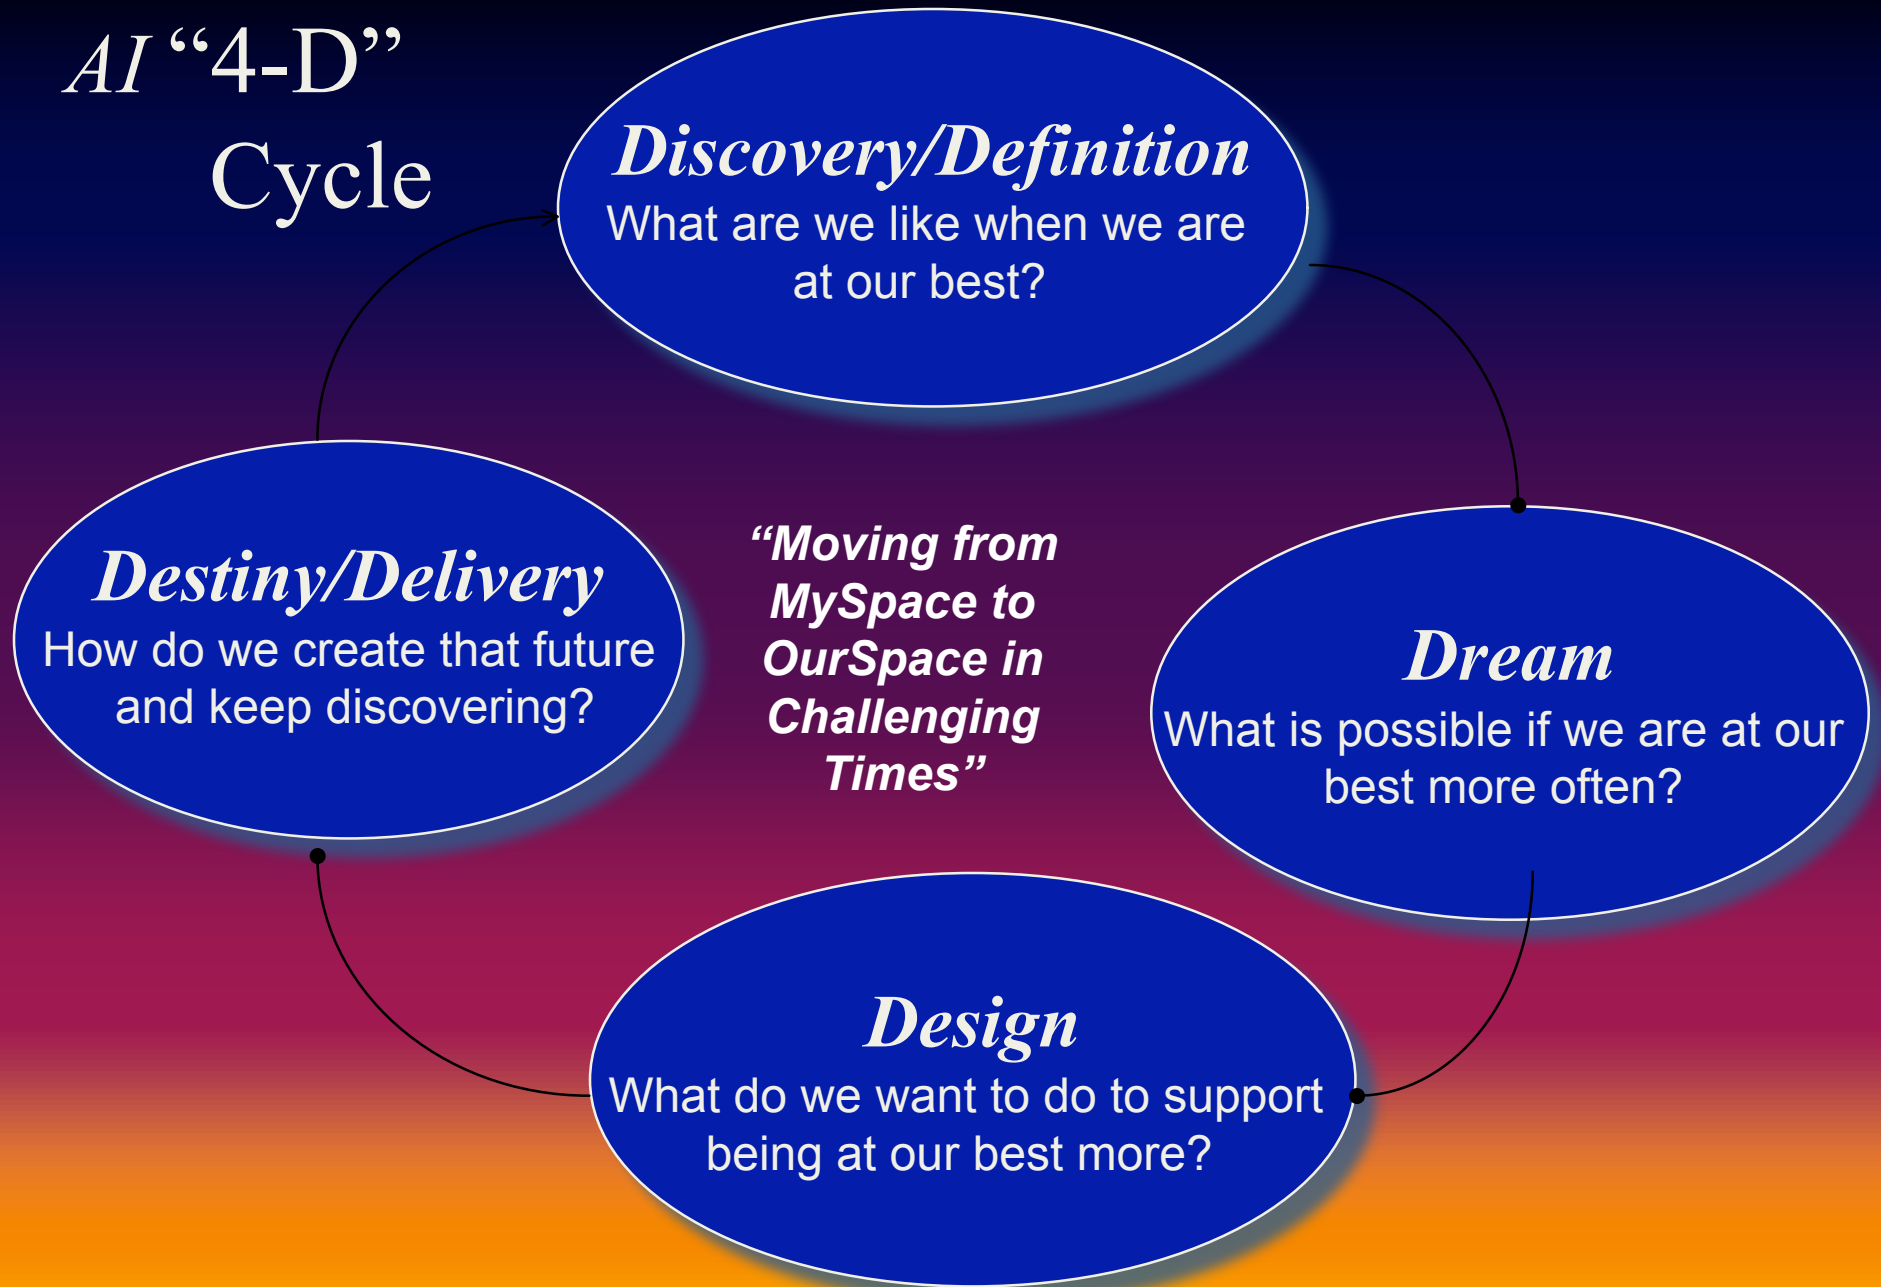 AI “4-D”
Cycle
Discovery/Definition
What are we like when we are
at our best?
Destiny/Delivery
How do we create that future
and keep discovering?
“Moving from
MySpace to
OurSpace in
Challenging
Times”
Dream
What is possible if we are at our
best more often?
Design
What do we want to do to support
being at our best more?